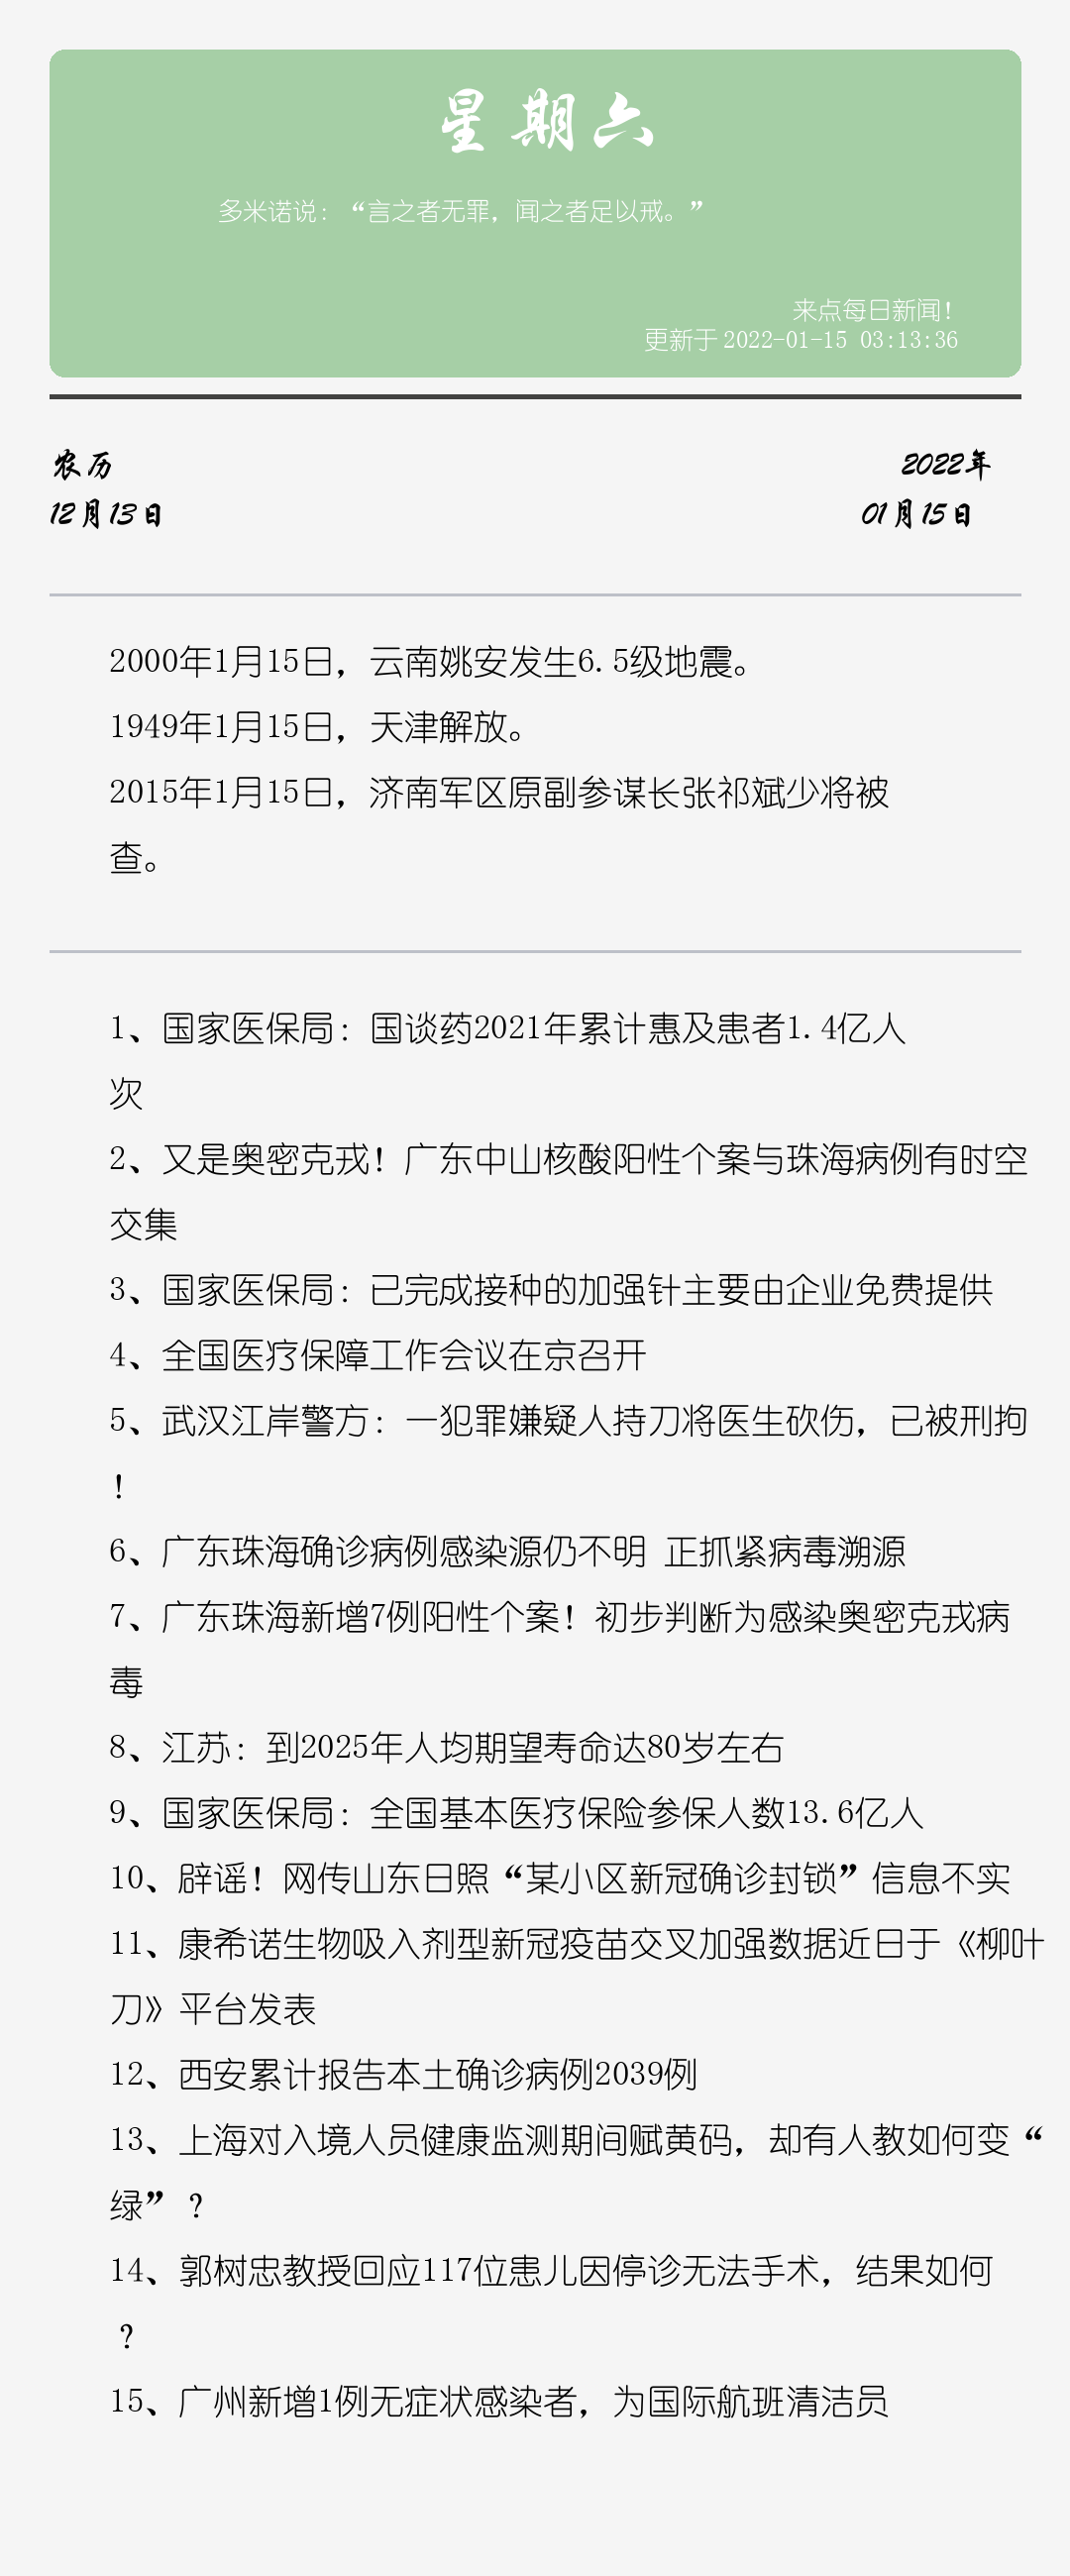 星期六
多米诺说：“言之者无罪，闻之者足以戒。”
来点每日新闻！
更新于 2022-01-15 03:13:36
农历
2022年
12月13日
01月15日
2000年1月15日，云南姚安发生6.5级地震。
1949年1月15日，天津解放。
2015年1月15日，济南军区原副参谋长张祁斌少将被
查。
1、国家医保局：国谈药2021年累计惠及患者1.4亿人
次
2、又是奥密克戎！广东中山核酸阳性个案与珠海病例有时空
交集
3、国家医保局：已完成接种的加强针主要由企业免费提供
4、全国医疗保障工作会议在京召开
5、武汉江岸警方：一犯罪嫌疑人持刀将医生砍伤，已被刑拘
！
6、广东珠海确诊病例感染源仍不明 正抓紧病毒溯源
7、广东珠海新增7例阳性个案！初步判断为感染奥密克戎病
毒
8、江苏：到2025年人均期望寿命达80岁左右
9、国家医保局：全国基本医疗保险参保人数13.6亿人
10、辟谣！网传山东日照“某小区新冠确诊封锁”信息不实
11、康希诺生物吸入剂型新冠疫苗交叉加强数据近日于《柳叶
刀》平台发表
12、西安累计报告本土确诊病例2039例
13、上海对入境人员健康监测期间赋黄码，却有人教如何变“
绿”？
14、郭树忠教授回应117位患儿因停诊无法手术，结果如何
？
15、广州新增1例无症状感染者，为国际航班清洁员